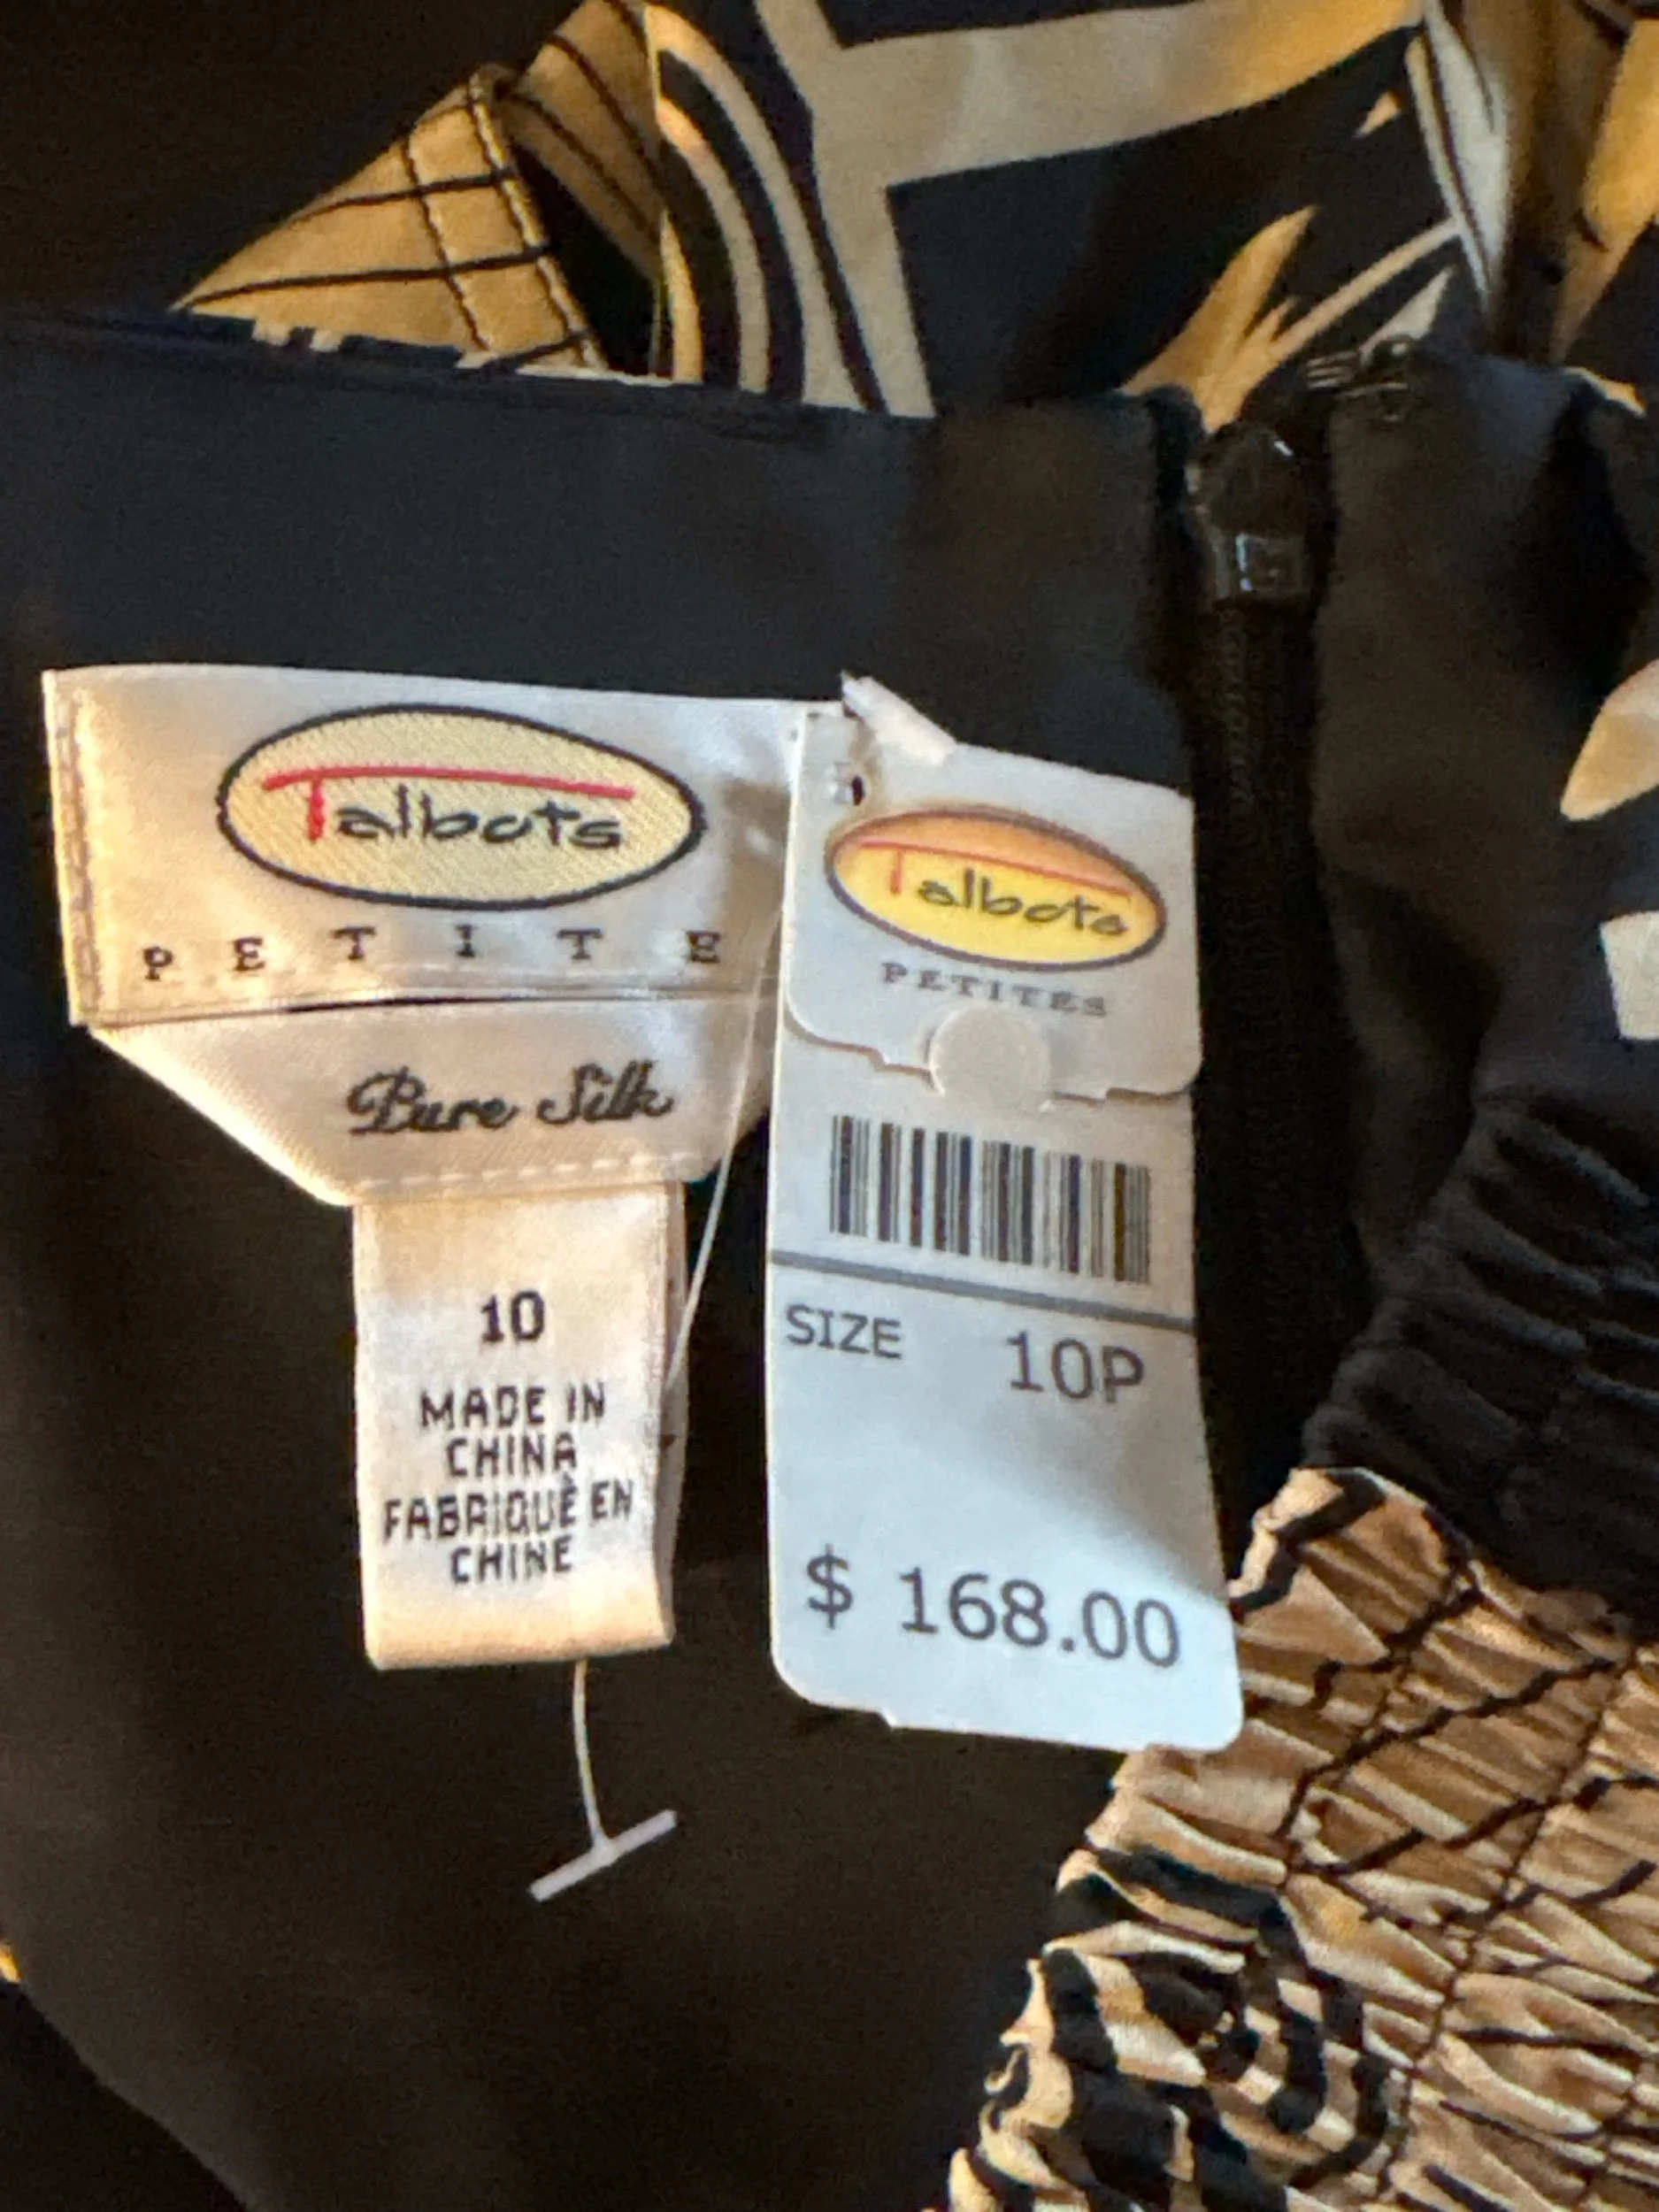 Talbots
PETITE
Pure Silk
10
MADE IN
CHINA
FABRIQUÉ EN
CHINE
Talbots
PETITES
SIZE 10P
$ 168.00